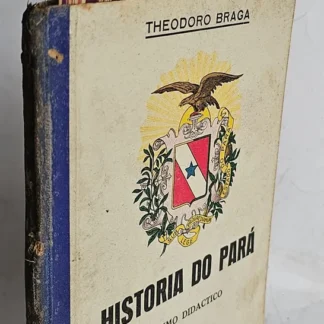 THEODORO BRAGA
HISTORIA DO PARÁ
DIDACTICO